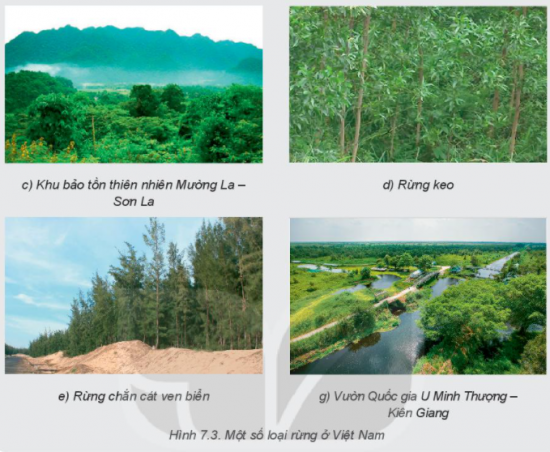 c) Khu bảo tồn thiên nhiên Mường La –
Sơn La
d) Rừng keo
e) Rừng chắn cát ven biển
g) Vườn Quốc gia U Minh Thượng –
Kiên Giang
Hình 7.3. Một số loại rừng ở Việt Nam